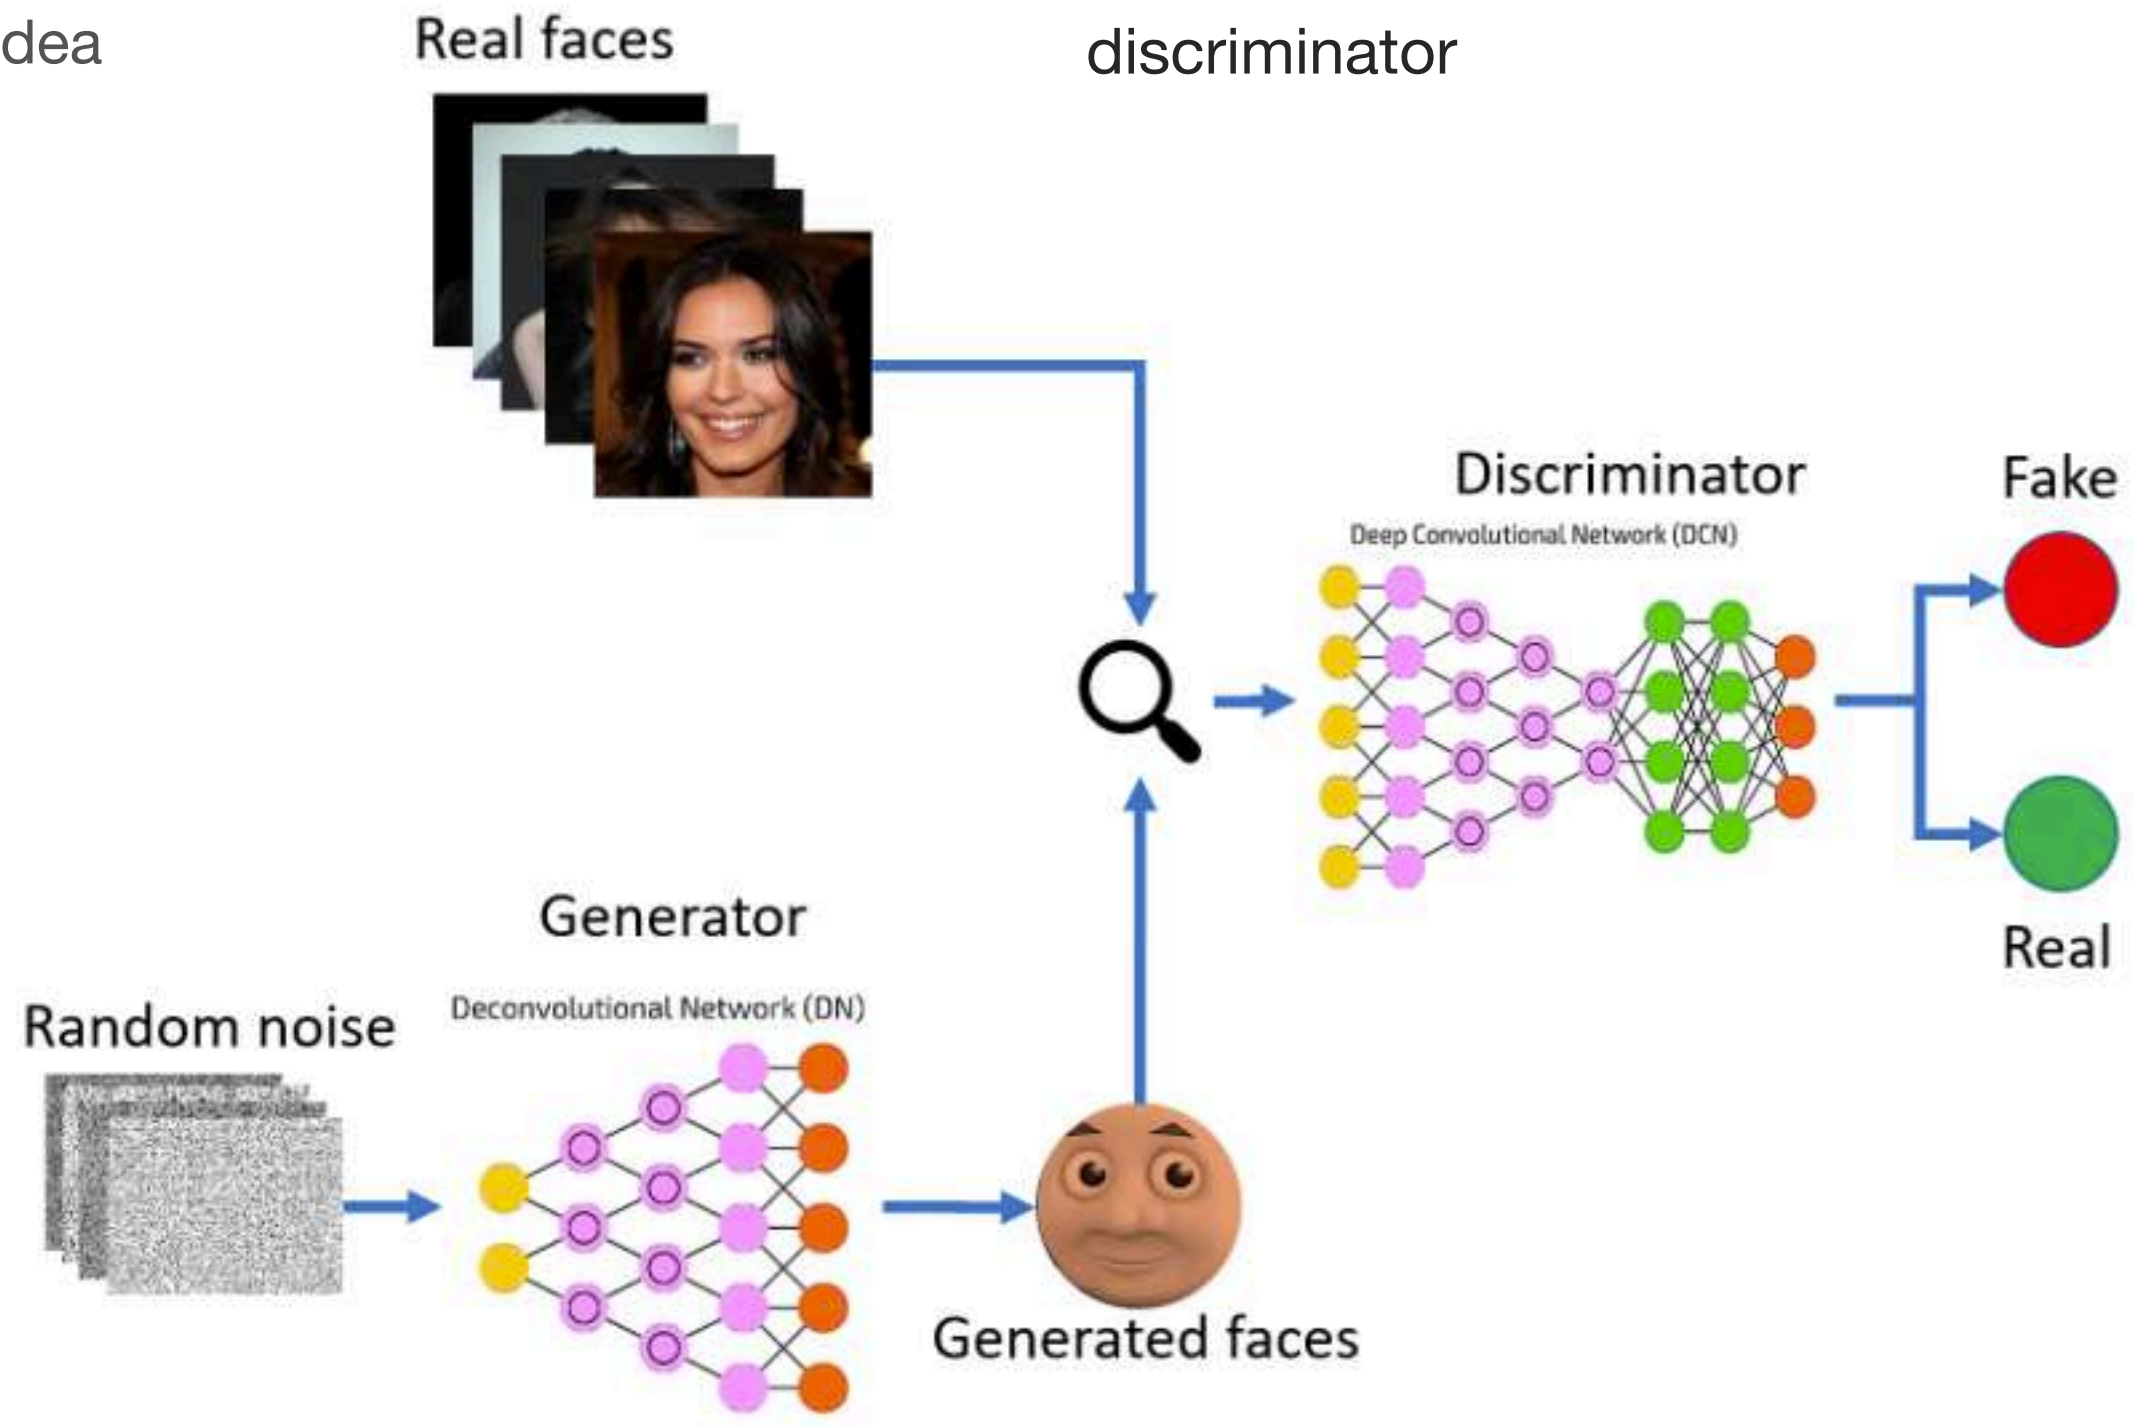 dea
Real faces
discriminator
Discriminator
Deep Convolutional Network (DCN)
Fake
Real
Generator
Deconvolutional Network (DN)
Random noise
Generated faces